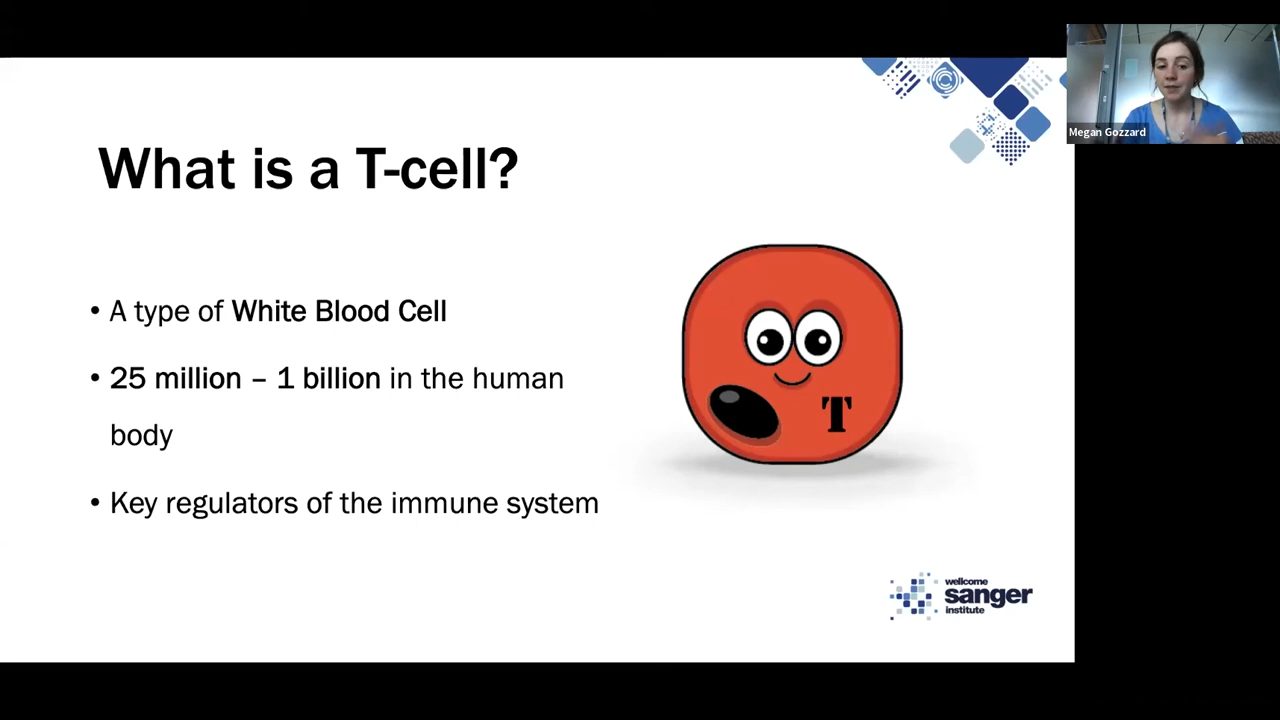 Megan Gozzard
What is a T-cell?
• A type of White Blood Cell
• 25 million – 1 billion in the human
body
• Key regulators of the immune system
T
wellcome
sanger
institute